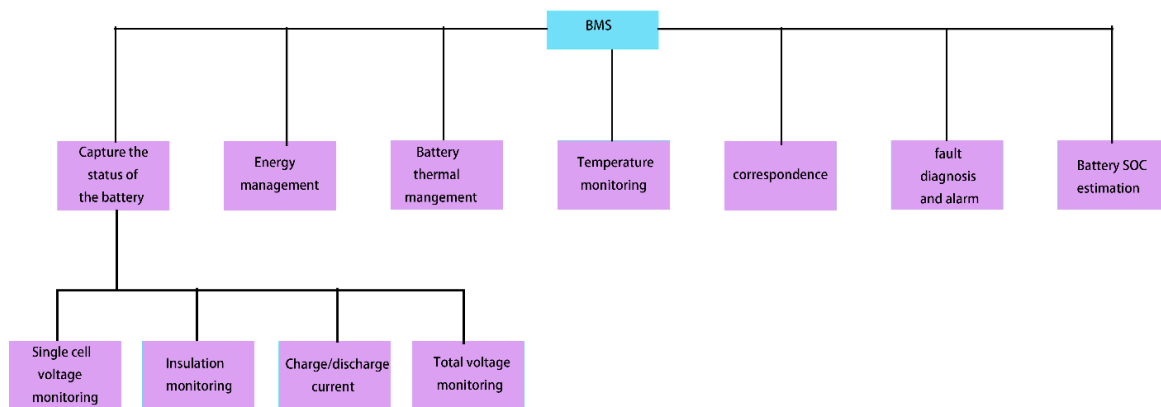 BMS
Capture the
status of
the battery
Energy
management
Battery
thermal
mangement
Temperature
monitoring
correspondence
fault
diagnosis
and alarm
Battery SOC
estimation
Single cell
voltage
monitoring
Insulation
monitoring
Charge/discharge
current
Total voltage
monitoring